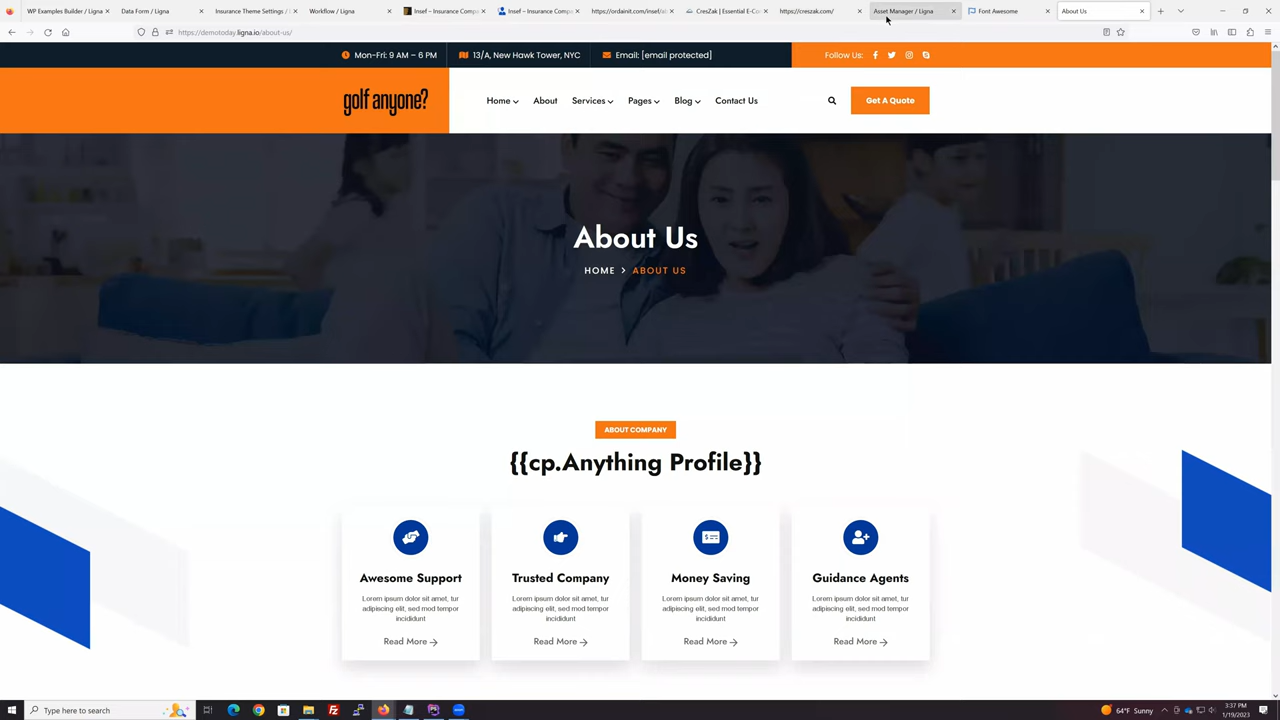 WP Examples Builder / Ligna
Data Form / Ligna
Insurance Theme Settings /
Workflow / Ligna
Insef – Insurance Comp
Insef – Insurance Compa
https://ordainit.com/insef/
CresZak | Essential E-Co
https://creszak.com/
Asset Manager / Ligna
Font Awesome
About Us
https://demotoday.ligna.io/about-us/
Mon-Fri: 9 AM – 6 PM
13/A, New Hawk Tower, NYC
Email: [email protected]
Follow Us:
golf anyone?
Home
About
Services
Pages
Blog
Contact Us
Get A Quote
About Us
HOME > ABOUT US
ABOUT COMPANY
{{cp.Anything Profile}}
Awesome Support
Lorem ipsum dolor sit amet, tur
adipiscing elit, sed mod tempor
incididunt
Read More
Trusted Company
Lorem ipsum dolor sit amet, tur
adipiscing elit, sed mod tempor
incididunt
Read More
Money Saving
Lorem ipsum dolor sit amet, tur
adipiscing elit, sed mod tempor
incididunt
Read More
Guidance Agents
Lorem ipsum dolor sit amet, tur
adipiscing elit, sed mod tempor
incididunt
Read More
Type here to search
64°F Sunny
3:37 PM
1/19/2023